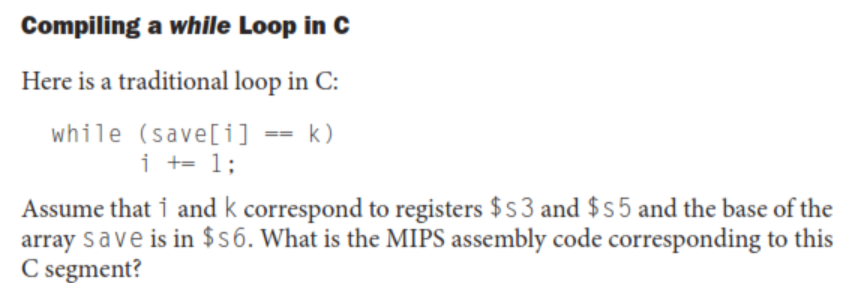 Compiling a while Loop in C
Here is a traditional loop in C:
while (save[i] == k)
i += 1;
Assume that i and k correspond to registers $s3 and $s5 and the base of the
array save is in $s6. What is the MIPS assembly code corresponding to this
C segment?